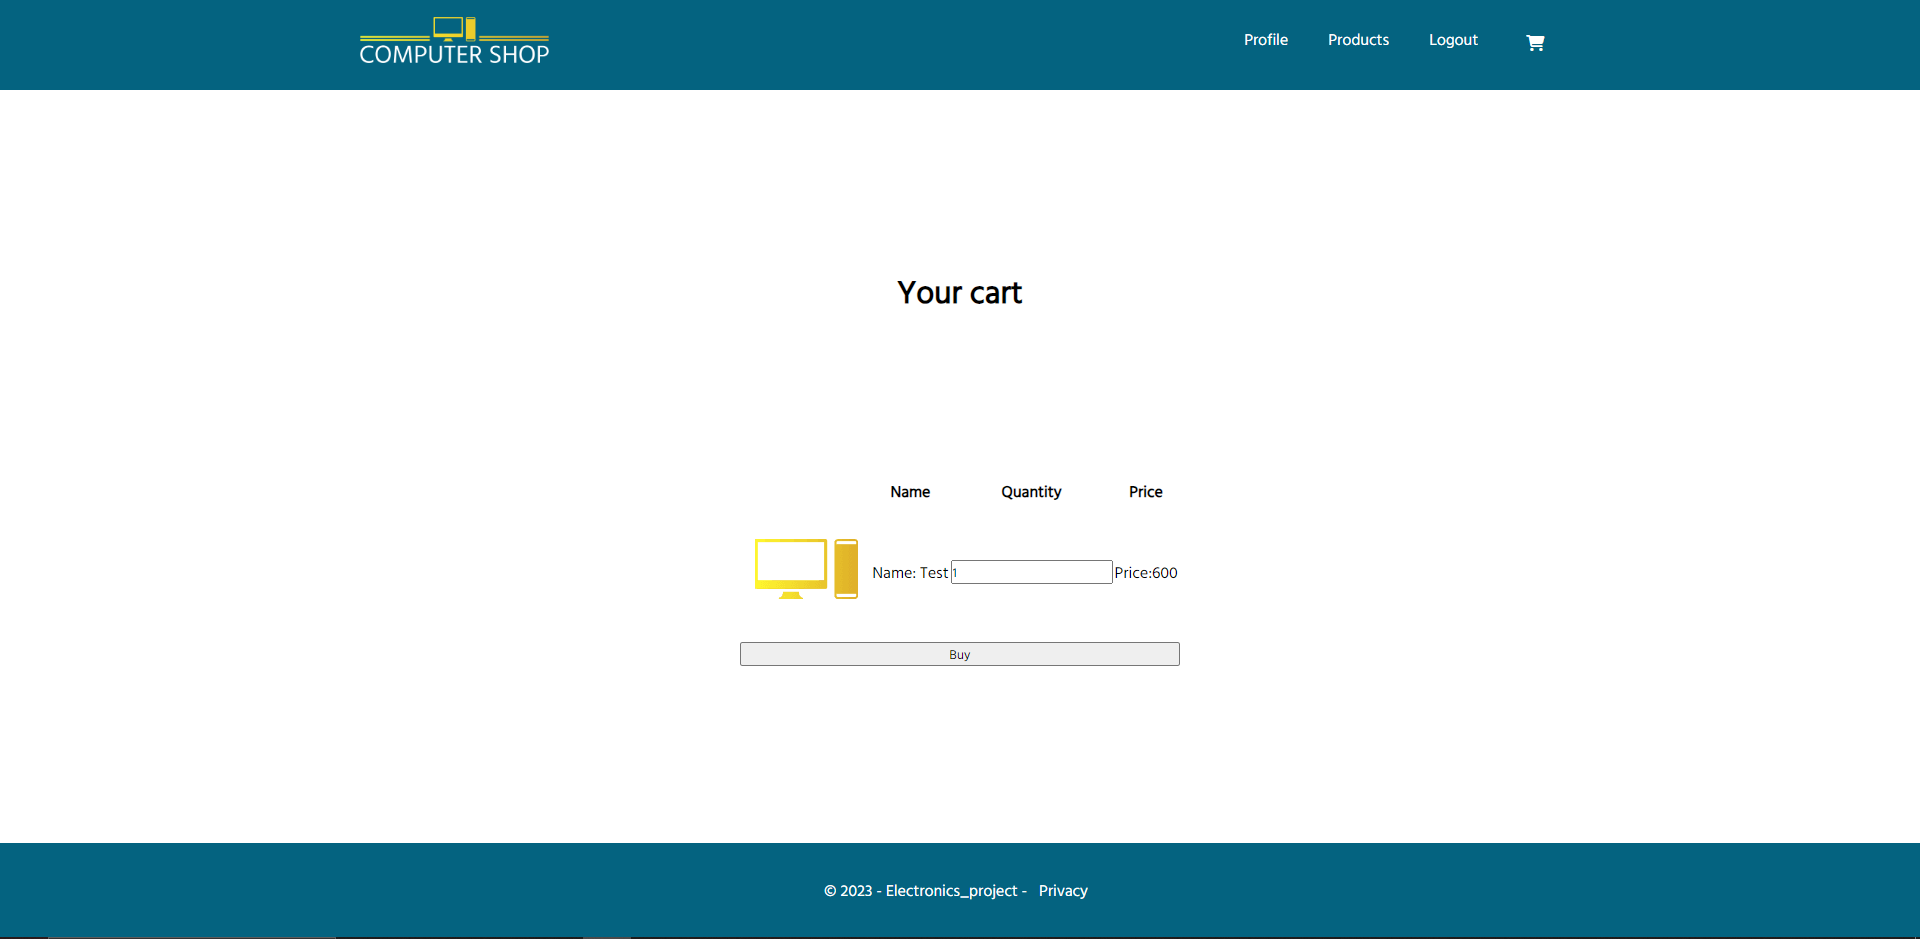 COMPUTER SHOP
Profile Products Logout
Your cart
Name Quantity Price
Name: Test 1 Price:600
Buy
© 2023 - Electronics_project - Privacy